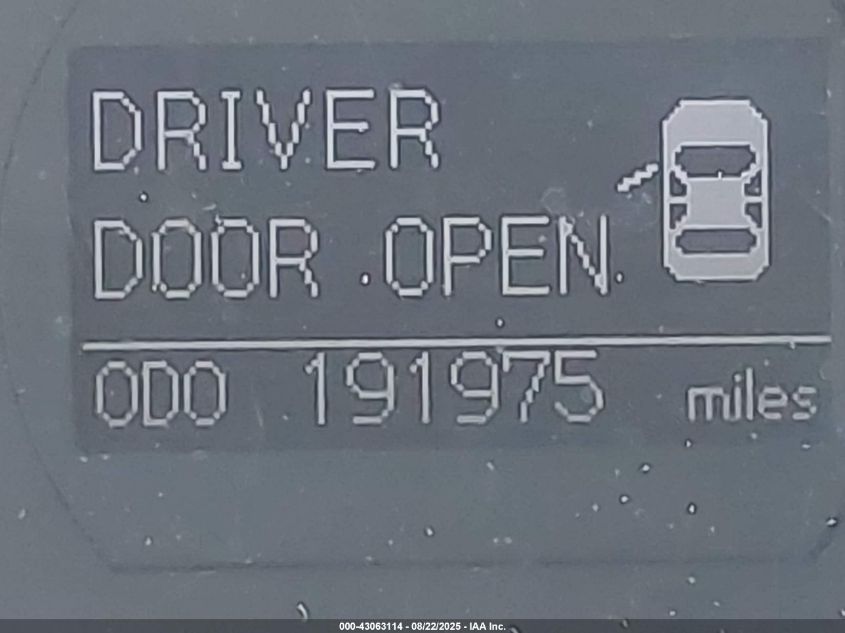 DRIVER
DOOR OPEN
ODO 191975 miles
000-43063114 - 08/22/2025 - IAA Inc.